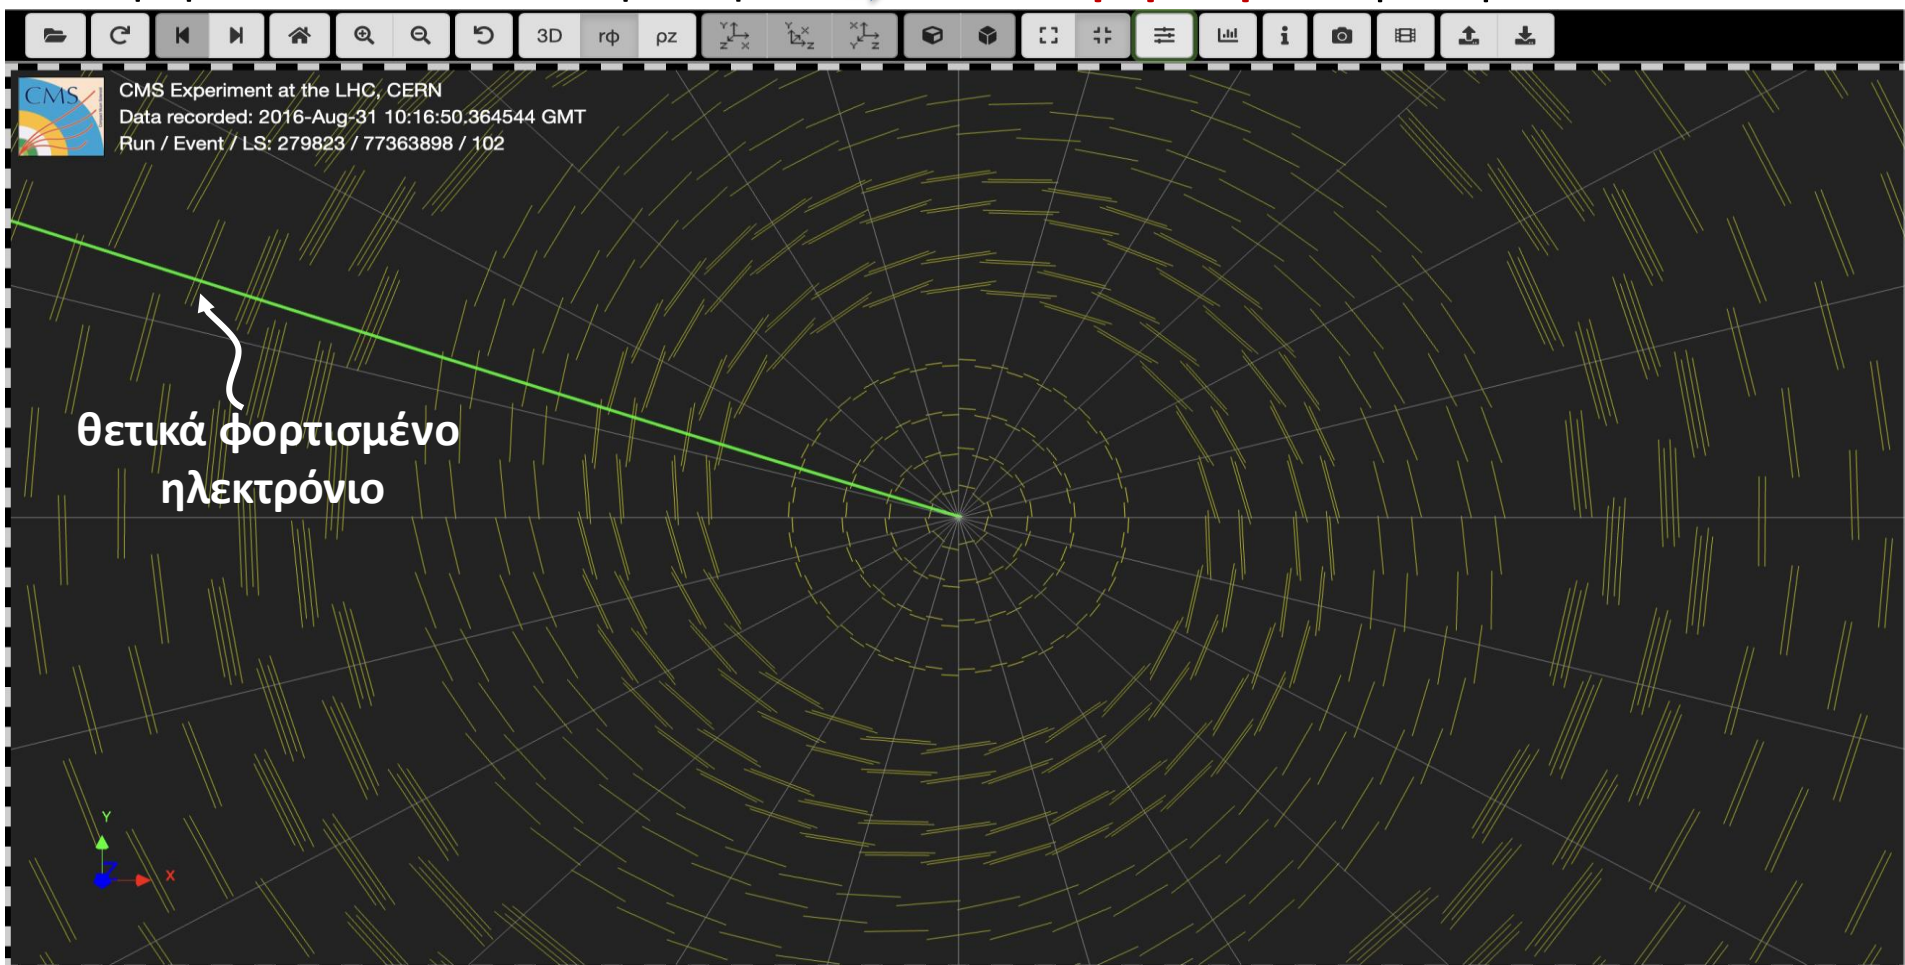 3D
rφ
ρz
CMS
CMS Experiment at the LHC, CERN
Data recorded: 2016-Aug-31 10:16:50.364544 GMT
Run / Event / LS: 279823 / 77363898 / 102
θετικά φορτισμένο
ηλεκτρόνιο
Y
Z
X